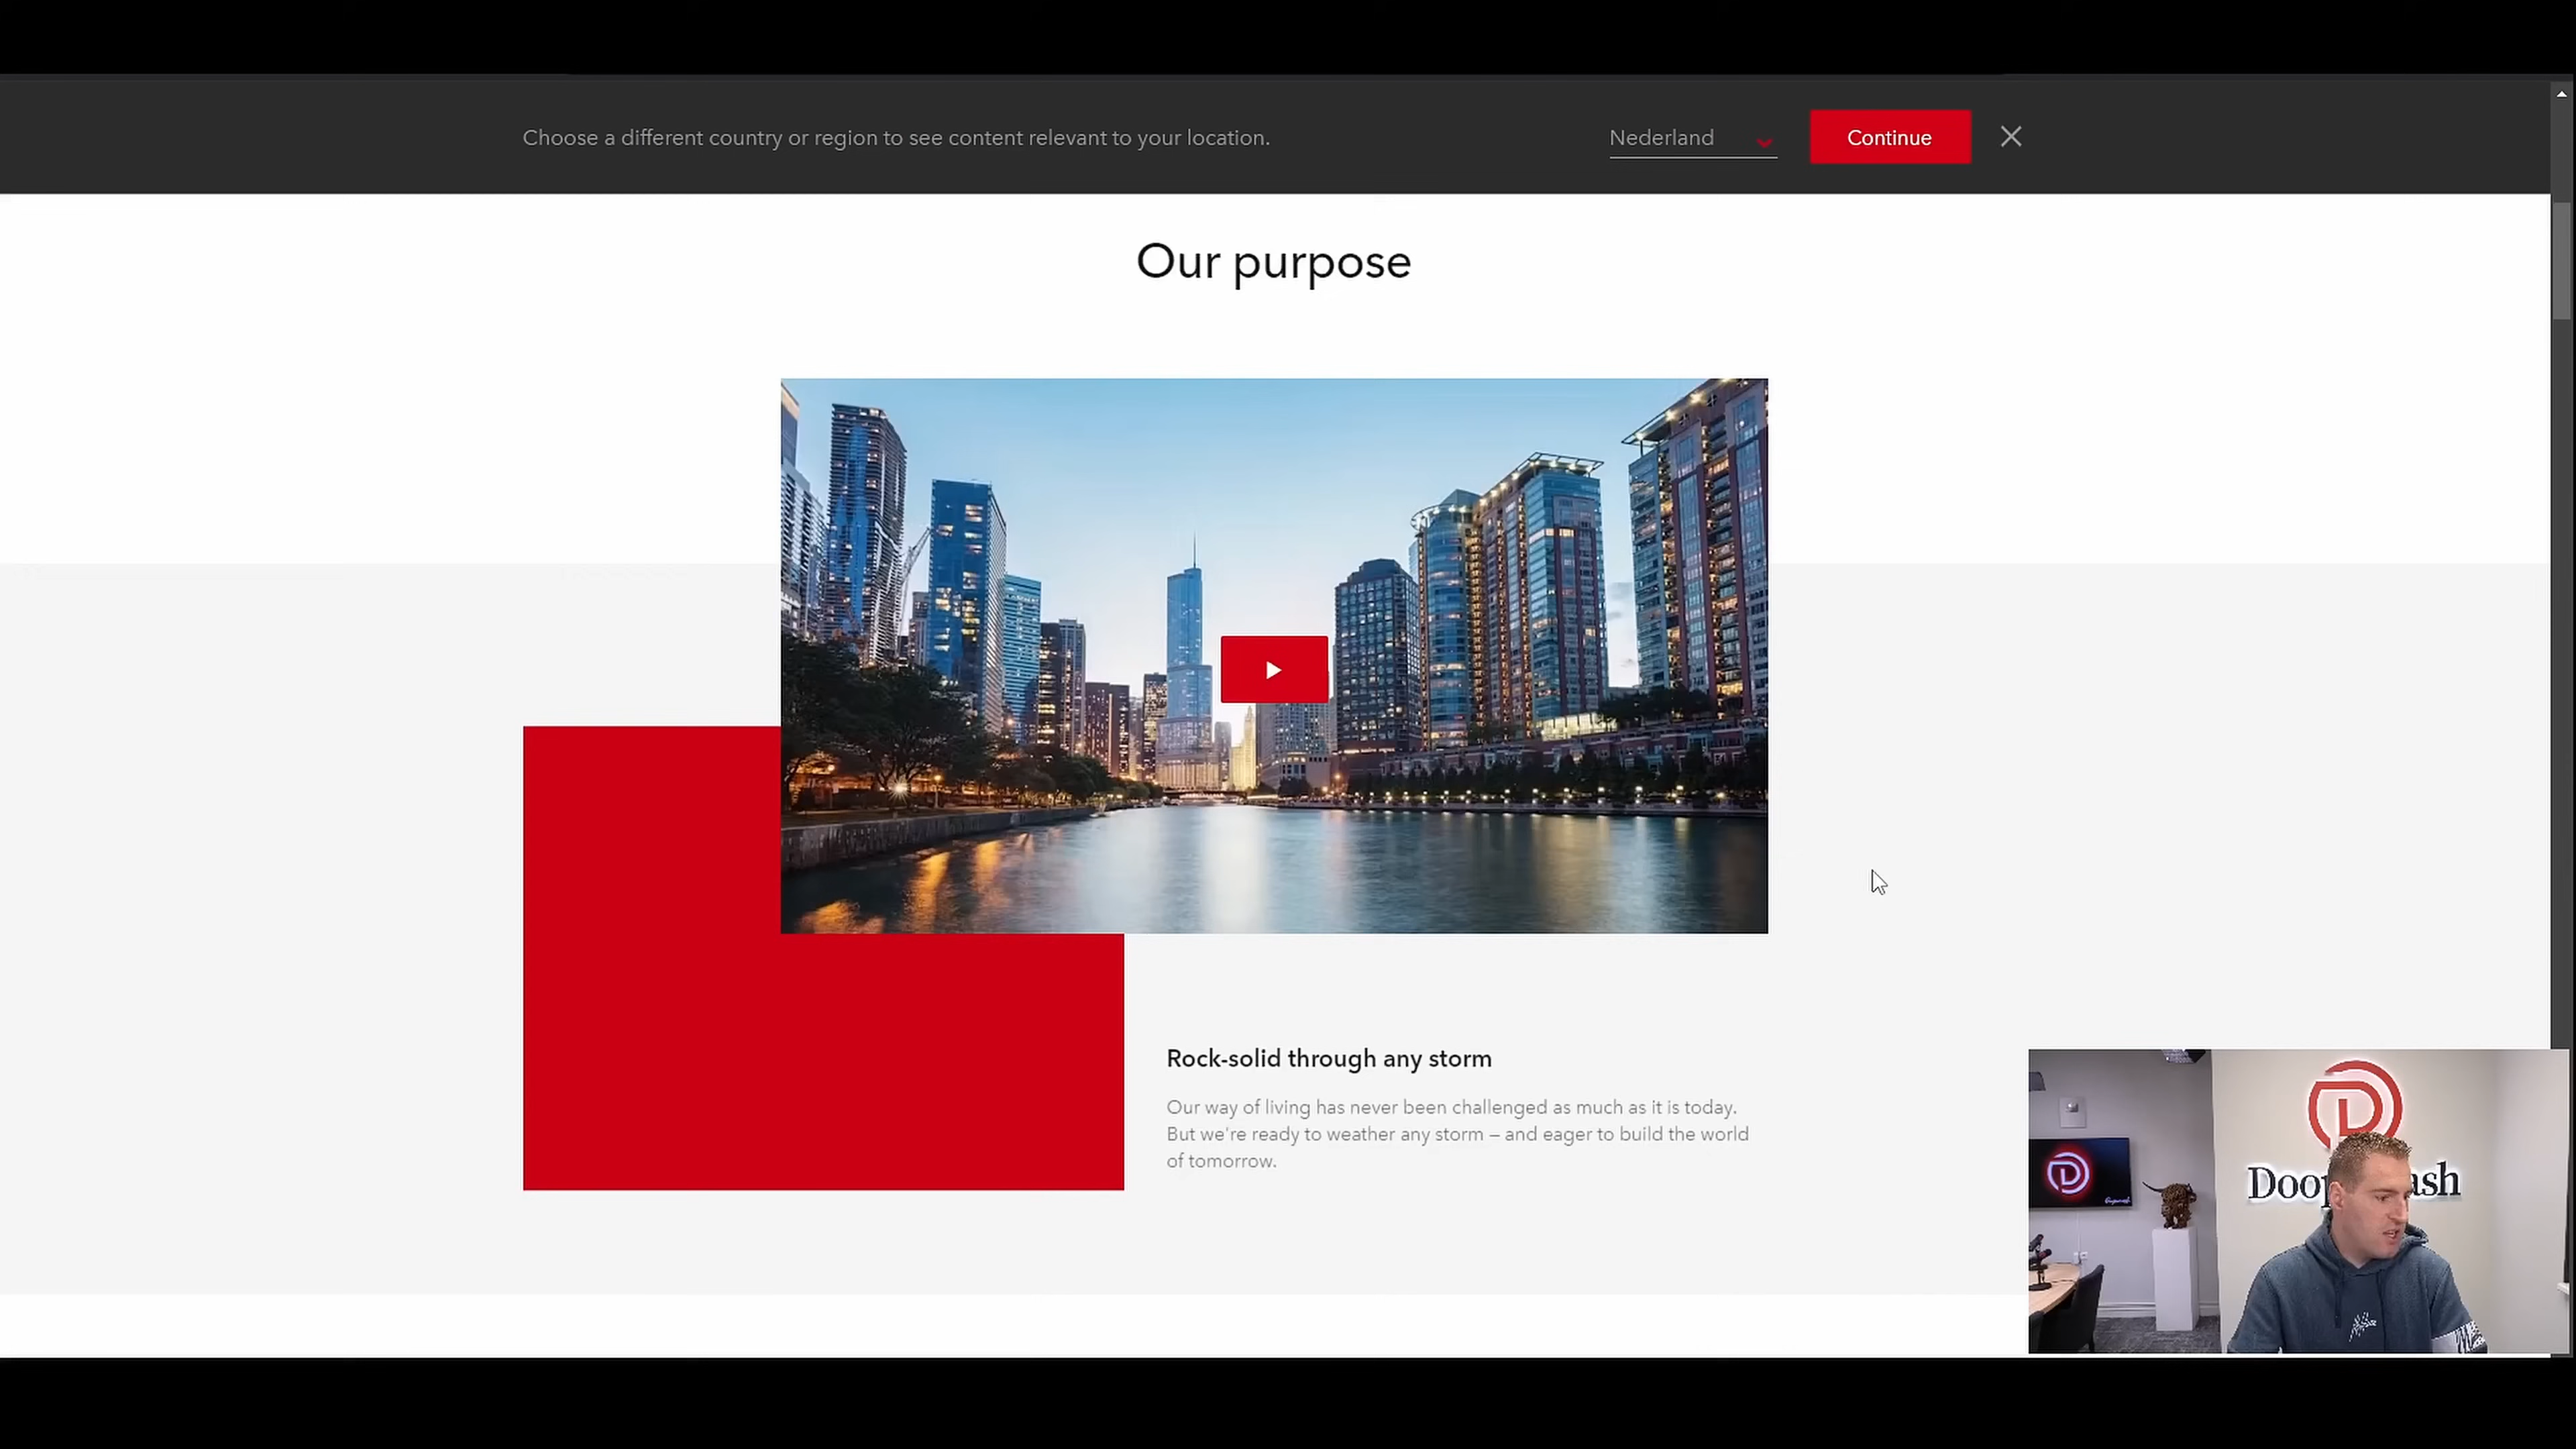 Choose a different country or region to see content relevant to your location.
Nederland
Continue
Our purpose
Rock-solid through any storm
Our way of living has never been challenged as much as it is today.
But we're ready to weather any storm – and eager to build the world
of tomorrow.